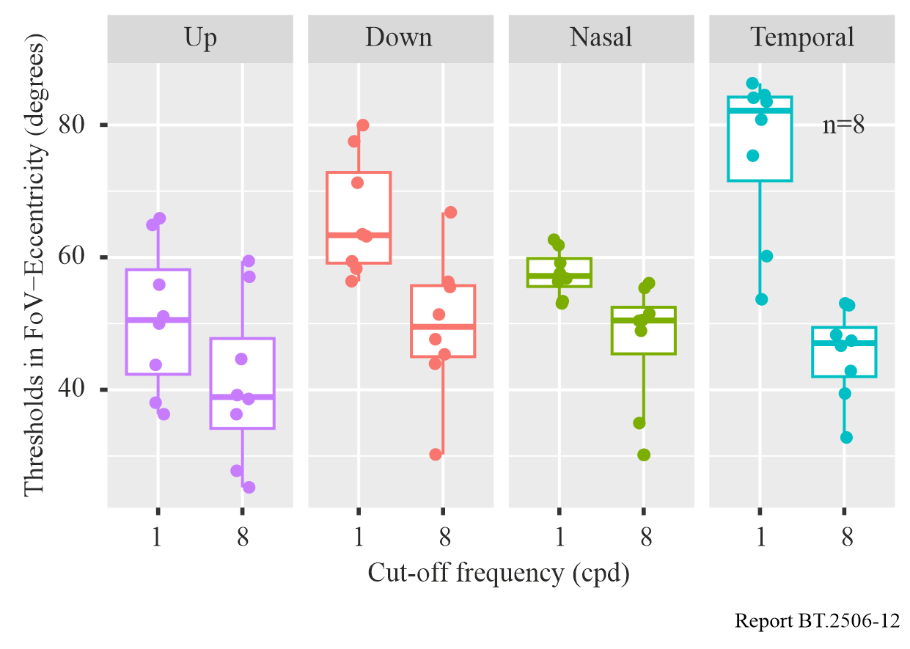 Up Down Nasal Temporal
Thresholds in FoV−Eccentricity (degrees)
80
60
40
n=8
1 8 1 8 1 8 1 8
Cut-off frequency (cpd)
Report BT.2506-12